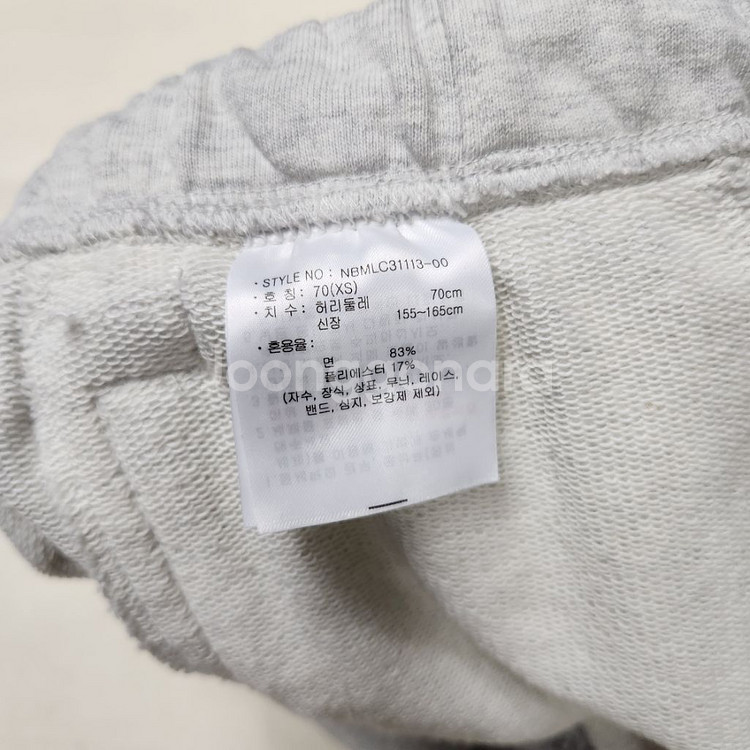 · STYLE NO : NBMLC31113-00
· 호 칭 : 70(XS)
· 치 수 : 허리둘레 70cm
신장 155~165cm
· 혼용율 :
면 83%
폴리에스터 17%
(자수, 장식, 상표, 무늬, 레이스,
밴드, 심지, 보강제 제외)